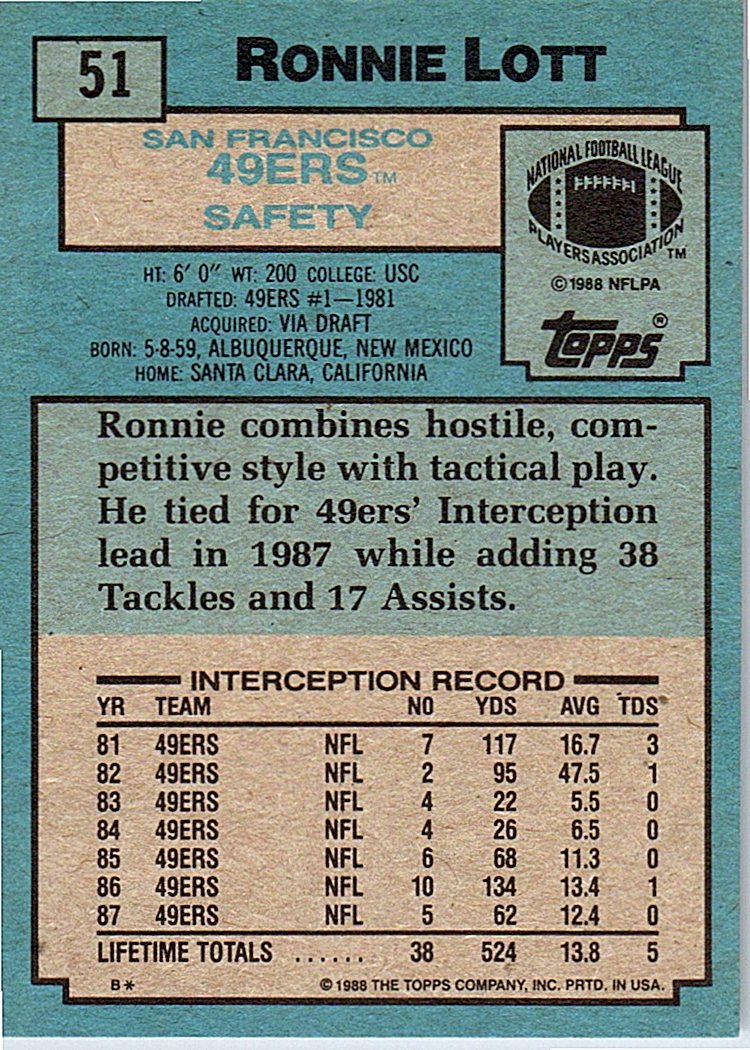 51
RONNIE LOTT
SAN FRANCISCO
49ERS™
SAFETY
NATIONAL FOOTBALL LEAGUE
PLAYERS ASSOCIATION™
©1988 NFLPA
topps®
HT: 6' 0" WT: 200 COLLEGE: USC
DRAFTED: 49ERS #1—1981
ACQUIRED: VIA DRAFT
BORN: 5-8-59, ALBUQUERQUE, NEW MEXICO
HOME: SANTA CLARA, CALIFORNIA
Ronnie combines hostile, com-
petitive style with tactical play.
He tied for 49ers' Interception
lead in 1987 while adding 38
Tackles and 17 Assists.
INTERCEPTION RECORD
YR TEAM NO YDS AVG TDS
81 49ERS NFL 7 117 16.7 3
82 49ERS NFL 2 95 47.5 1
83 49ERS NFL 4 22 5.5 0
84 49ERS NFL 4 26 6.5 0
85 49ERS NFL 6 68 11.3 0
86 49ERS NFL 10 134 13.4 1
87 49ERS NFL 5 62 12.4 0
LIFETIME TOTALS ...... 38 524 13.8 5
B* ©1988 THE TOPPS COMPANY, INC. PRTD. IN USA.